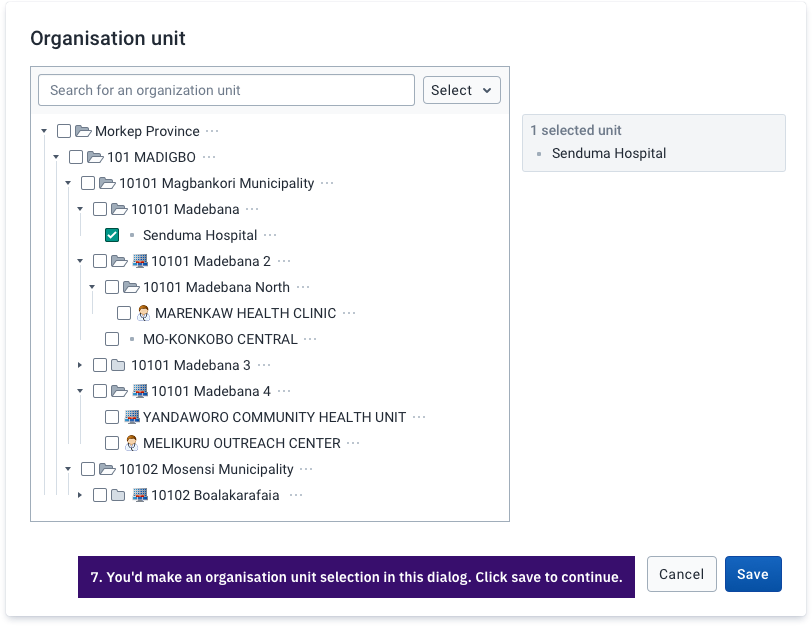 Organisation unit
Search for an organization unit
Select
Morkep Province ···
101 MADIGBO ···
10101 Magbankori Municipality ···
10101 Madebana ···
Senduma Hospital ···
10101 Madebana 2 ···
10101 Madebana North ···
MARENKAW HEALTH CLINIC ···
MO-KONKOBO CENTRAL ···
10101 Madebana 3 ···
10101 Madebana 4 ···
YANDAWORO COMMUNITY HEALTH UNIT ···
MELIKURU OUTREACH CENTER ···
10102 Mosensi Municipality ···
10102 Boalakarafaia ···
1 selected unit
Senduma Hospital
7. You'd make an organisation unit selection in this dialog. Click save to continue.
Cancel
Save